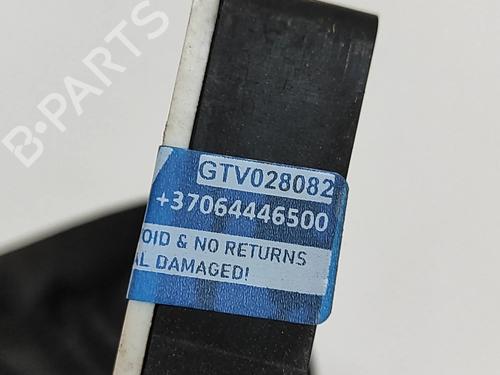 B-PARTS
GTV028082
+37064446500
OID & NO RETURNS
AL DAMAGED!